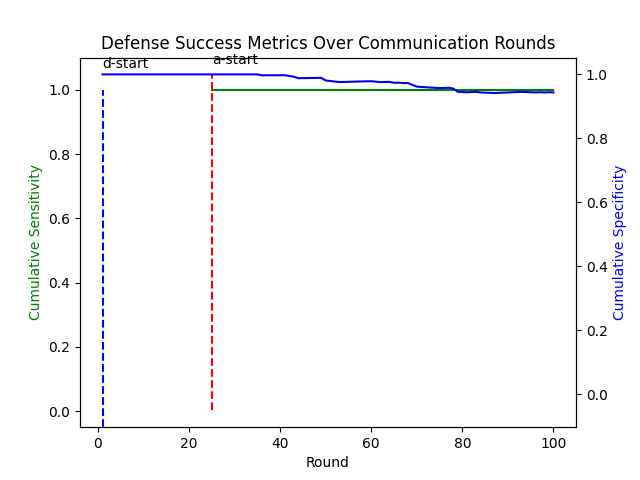 Defense Success Metrics Over Communication Rounds
d-start
a-start
1.0
0.8
0.6
0.4
0.2
0.0
Cumulative Sensitivity
1.0
0.8
0.6
0.4
0.2
0.0
Cumulative Specificity
0 20 40 60 80 100
Round